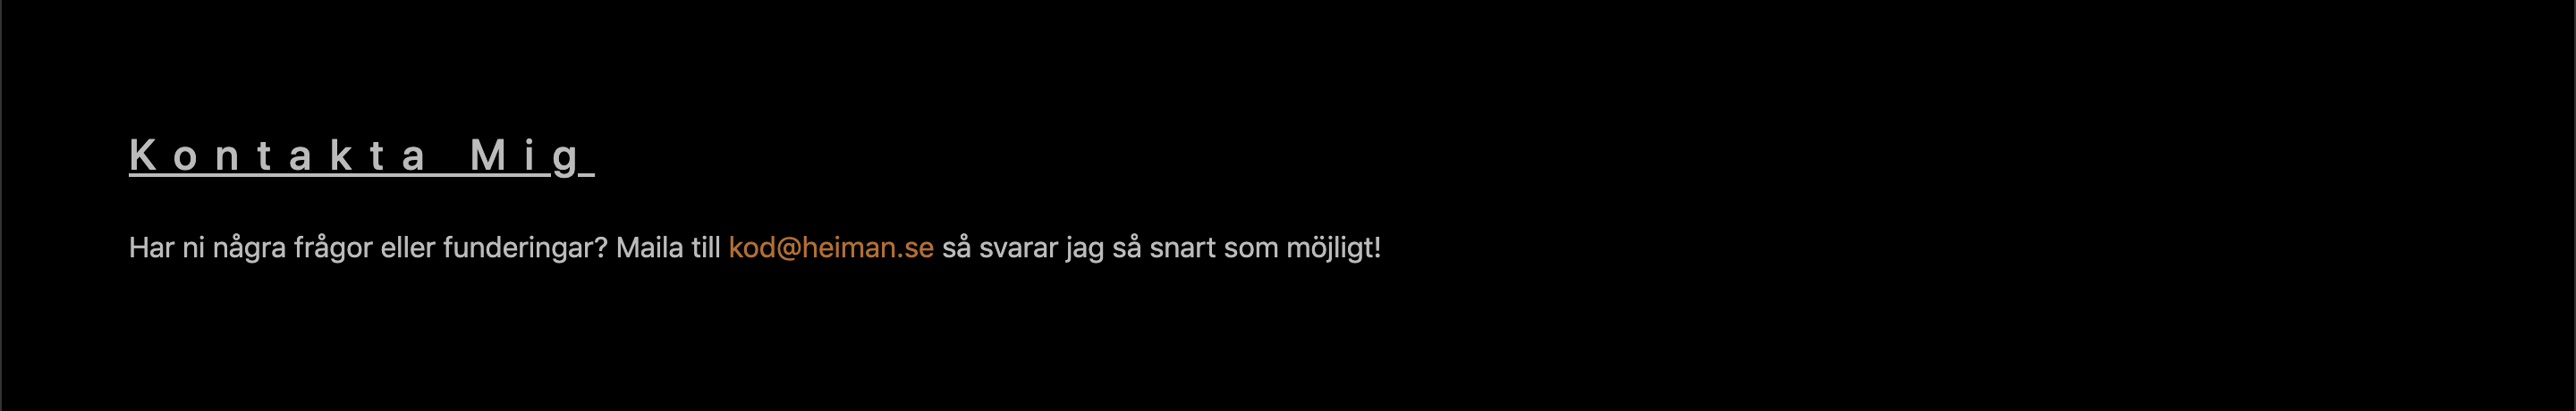 Kontakta Mig
Har ni några frågor eller funderingar? Maila till kod@heiman.se så svarar jag så snart som möjligt!